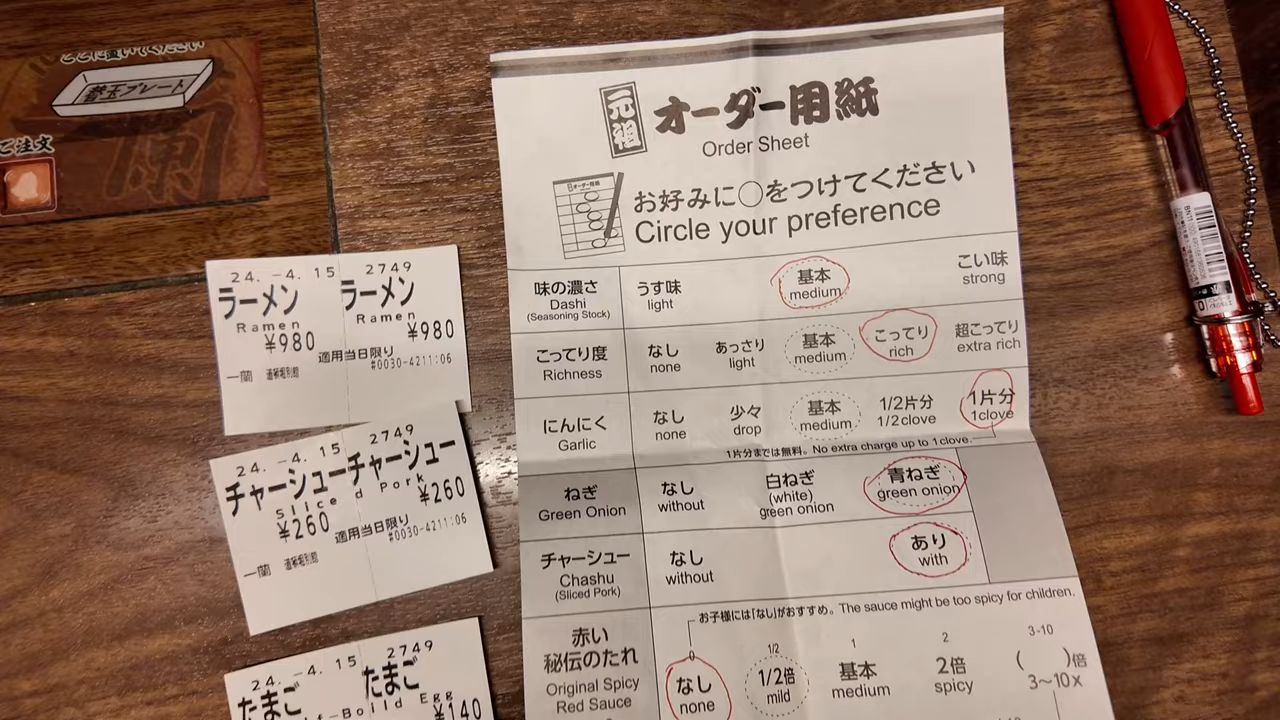 替玉プレート
ご注文
24. -4. 15 2749
ラーメン ラーメン
Ramen Ramen
¥980 ¥980
適用当日限り
一蘭 #0030-4211:06
24. -4. 15 2749
チャーシューチャーシュー
Sliced Pork
¥260 ¥260
適用当日限り
一蘭 #0030-4211:06
24. -4. 15 2749
たまご たまご
f-Boild Egg
¥140
元祖 オーダー用紙
Order Sheet
オーダー用紙
お好みに○をつけてください
Circle your preference
味の濃さ うす味 基本 こい味
Dashi light medium strong
(Seasoning Stock)
こってり度 なし あっさり 基本 こってり 超こってり
Richness none light medium rich extra rich
にんにく なし 少々 基本 1/2片分 1片分
Garlic none drop medium 1/2clove 1clove
1片分までは無料。No extra charge up to 1clove.
ねぎ なし 白ねぎ 青ねぎ
Green Onion without (white) green onion
green onion
チャーシュー なし あり
Chashu without with
(Sliced Pork)
お子様には「なし」がおすすめ。The sauce might be too spicy for children.
赤い 0 1/2 1 2 3-10
秘伝のたれ なし 1/2倍 基本 2倍 ( )倍
Original Spicy none mild medium spicy 3〜10x
Red Sauce